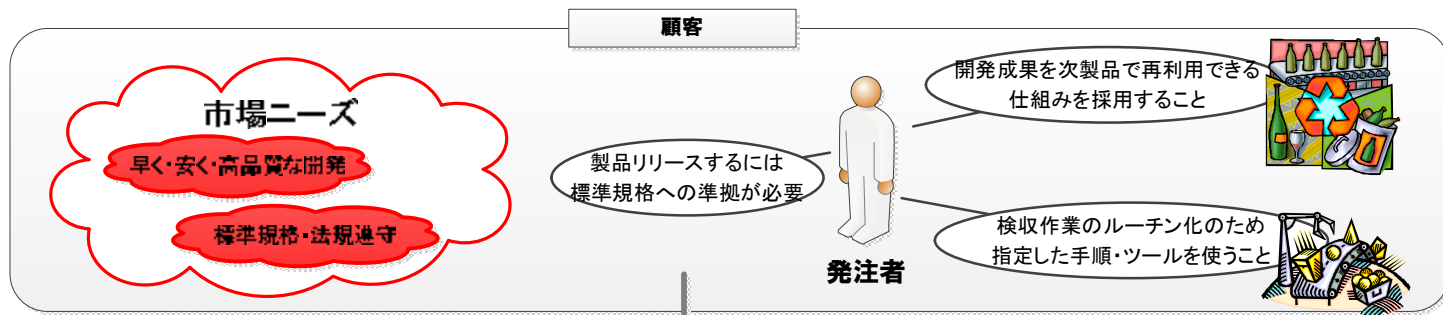 顧客
市場ニーズ
早く・安く・高品質な開発
標準規格・法規遵守
製品リリースするには
標準規格への準拠が必要
発注者
開発成果を次製品で再利用できる
仕組みを採用すること
検収作業のルーチン化のため
指定した手順・ツールを使うこと